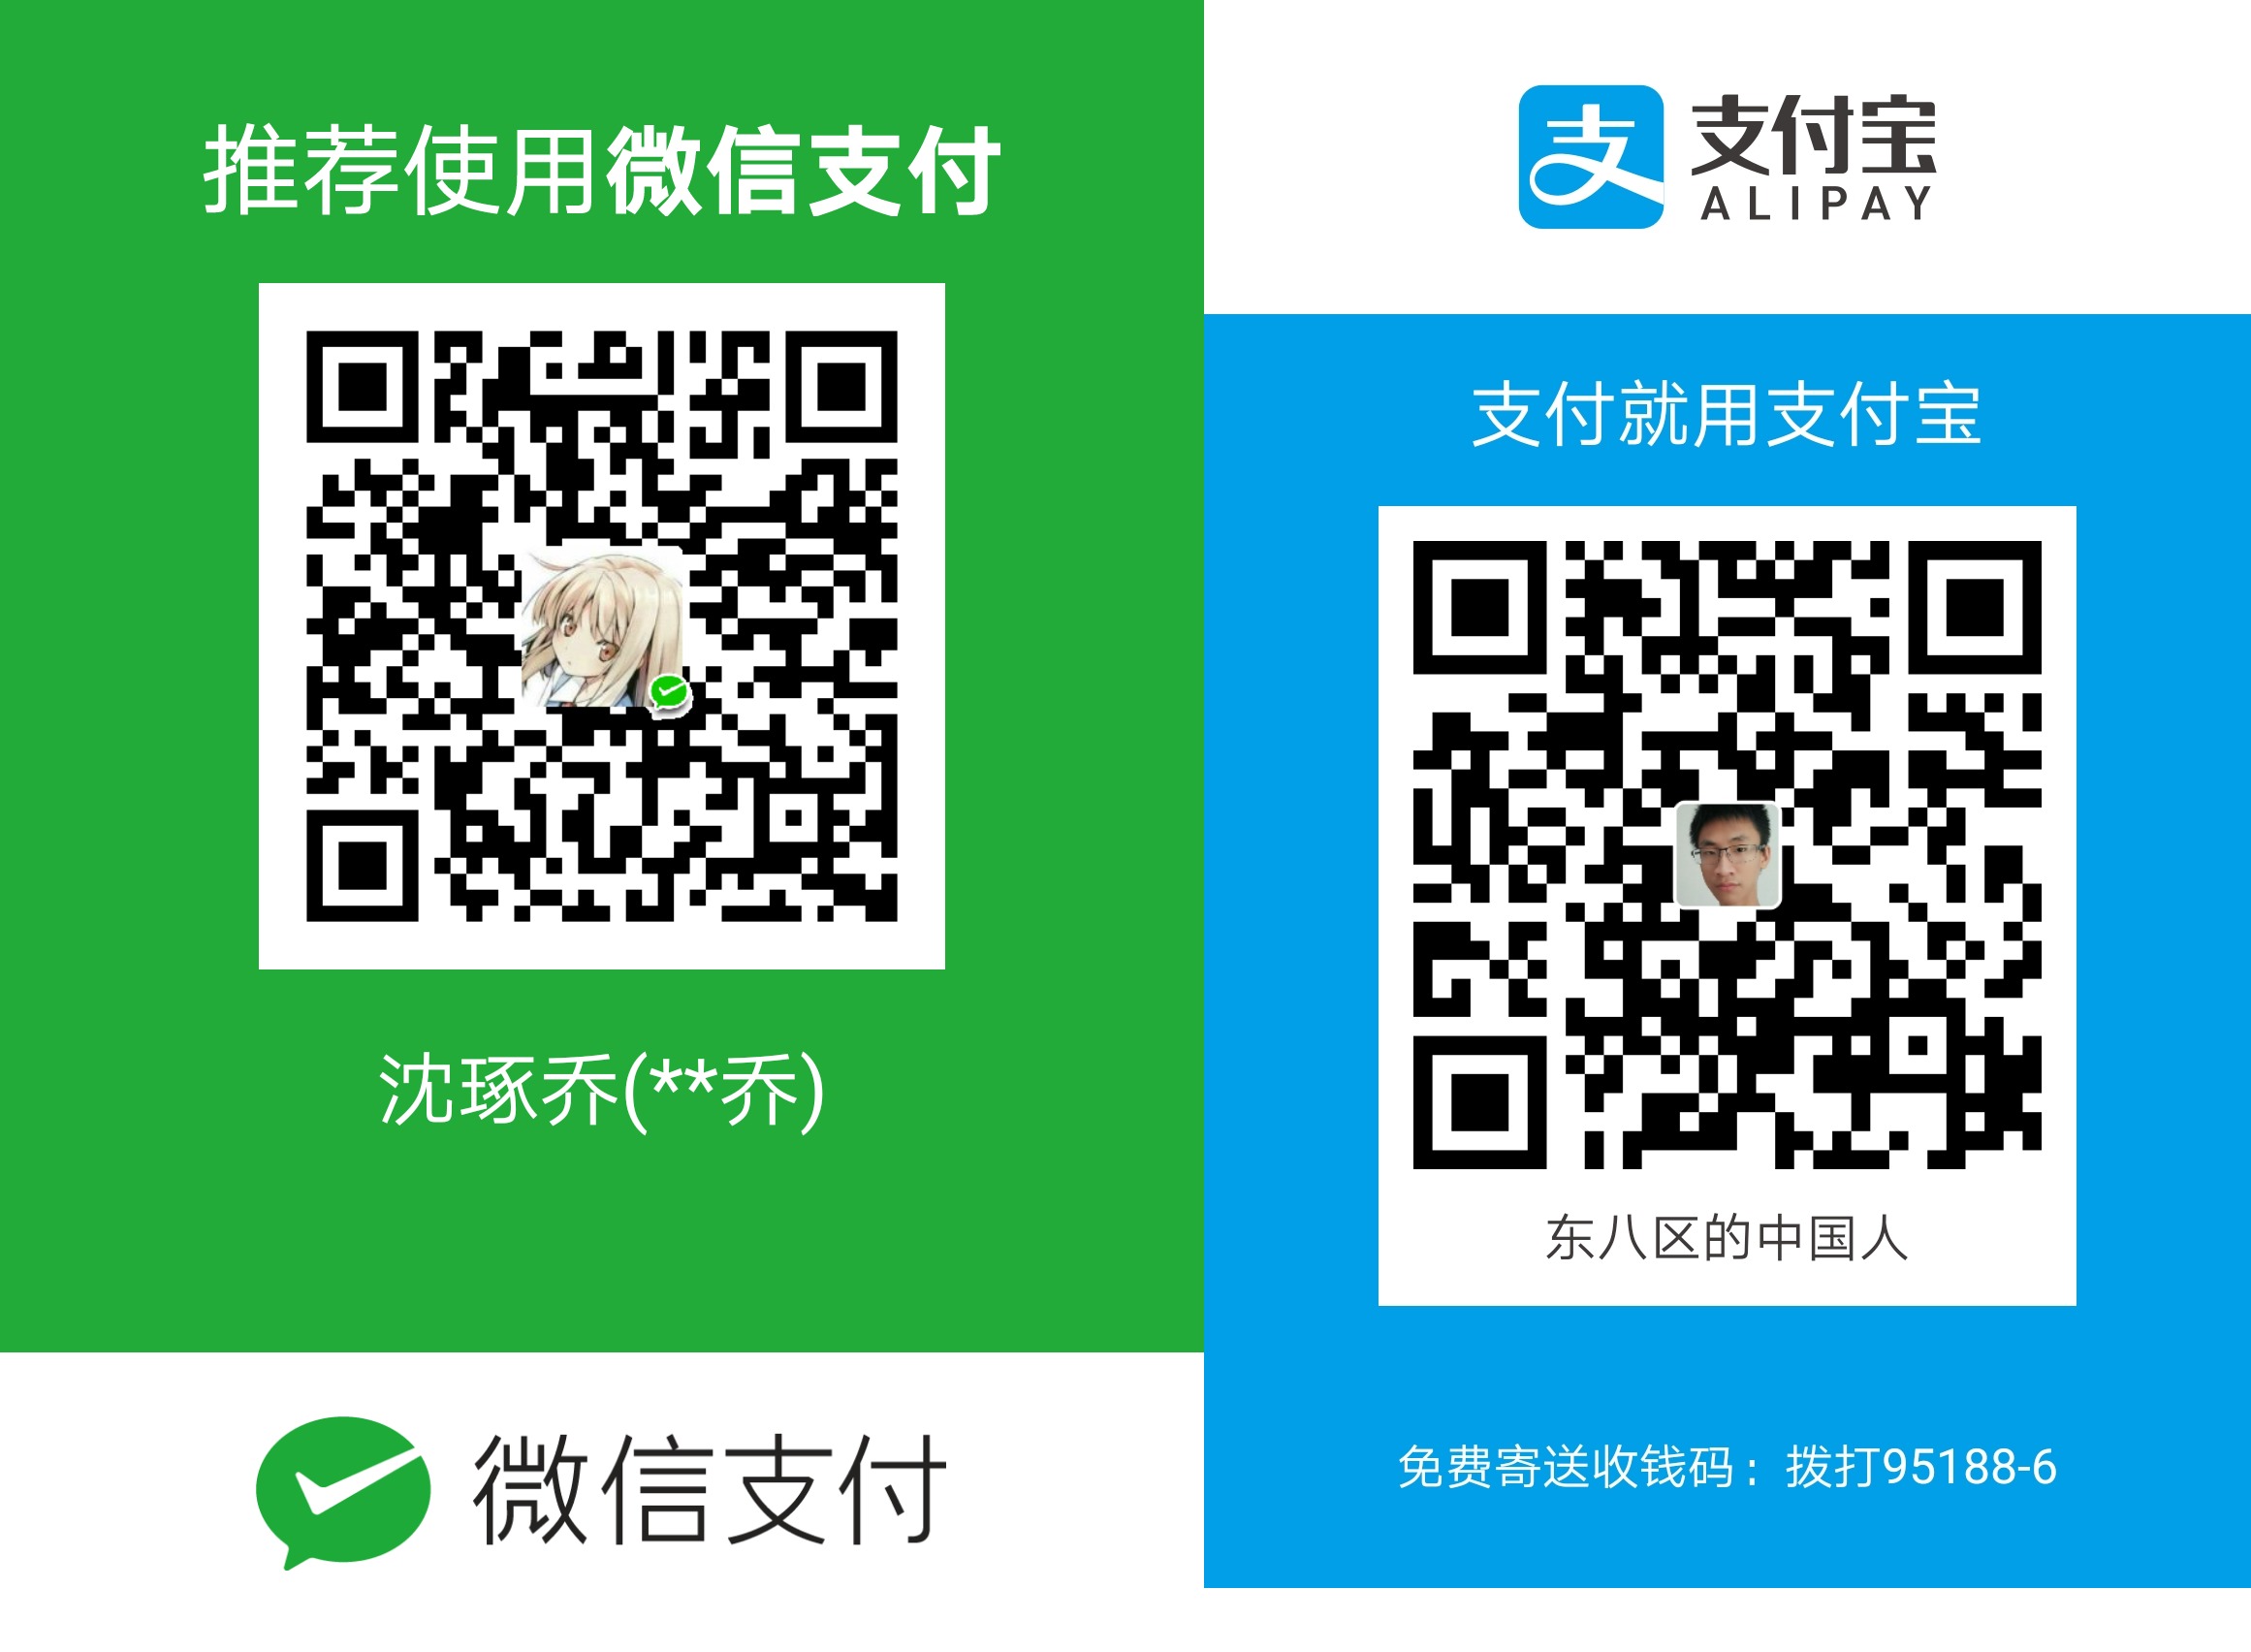 推荐使用微信支付
沈琢乔(**乔)
微信支付
支
支付宝
ALIPAY
支付就用支付宝
东八区的中国人
免费寄送收钱码：拨打95188-6